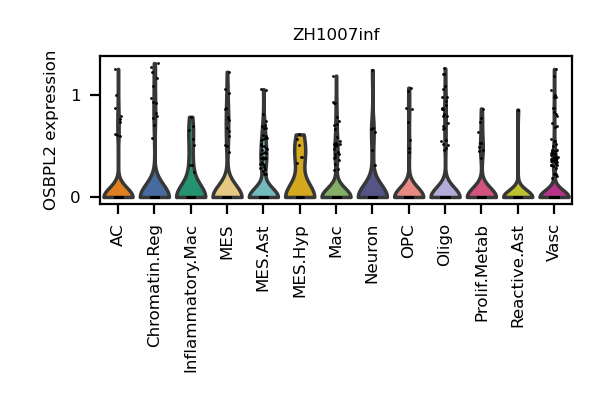 ZH1007inf
OSBPL2 expression
1
0
AC
Chromatin.Reg
Inflammatory.Mac
MES
MES.Ast
MES.Hyp
Mac
Neuron
OPC
Oligo
Prolif.Metab
Reactive.Ast
Vasc